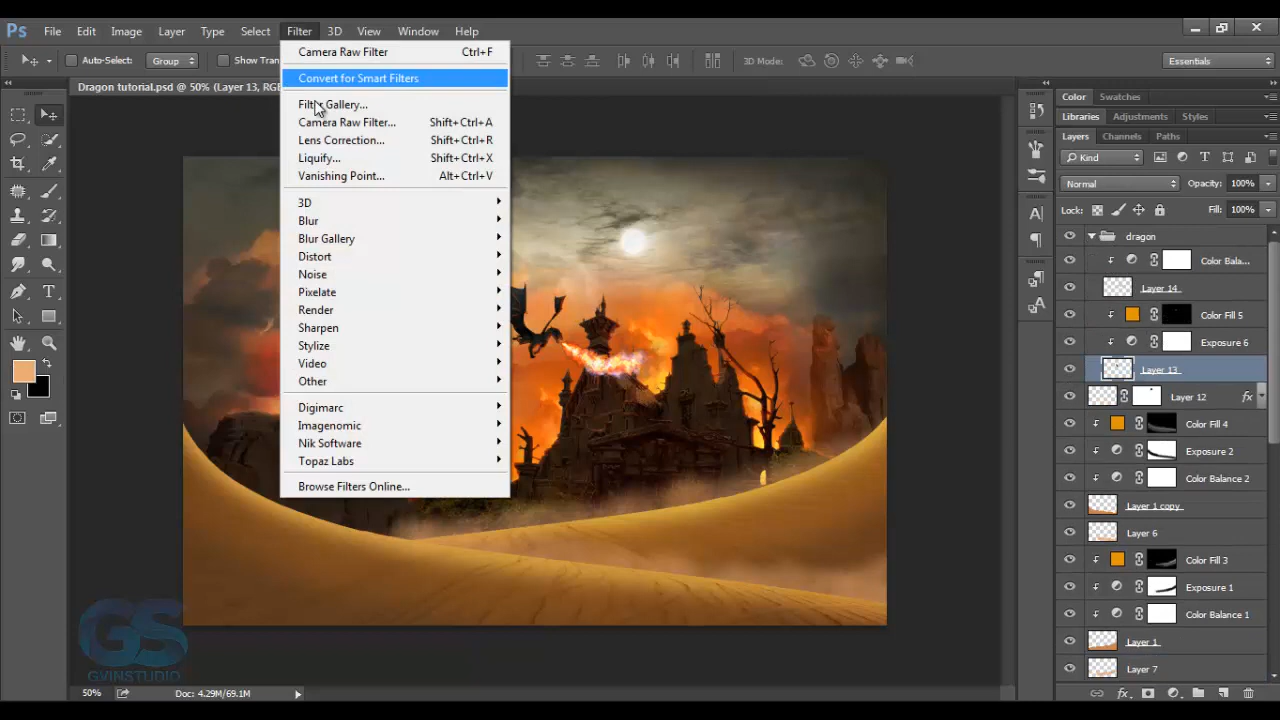 Ps File Edit Image Layer Type Select Filter 3D View Window Help
Auto-Select: Group Show Tran 3D Mode: Essentials
Dragon tutorial.psd @ 50% (Layer 13, RGB
Camera Raw Filter Ctrl+F
Convert for Smart Filters
Filter Gallery...
Camera Raw Filter... Shift+Ctrl+A
Lens Correction... Shift+Ctrl+R
Liquify... Shift+Ctrl+X
Vanishing Point... Alt+Ctrl+V
3D
Blur
Blur Gallery
Distort
Noise
Pixelate
Render
Sharpen
Stylize
Video
Other
Digimarc
Imagenomic
Nik Software
Topaz Labs
Browse Filters Online...
Color Swatches
Libraries Adjustments Styles
Layers Channels Paths
Kind
Normal Opacity: 100%
Lock: Fill: 100%
dragon
Color Bala...
Layer 14
Color Fill 5
Exposure 6
Layer 13
Layer 12 fx
Color Fill 4
Exposure 2
Color Balance 2
Layer 1 copy
Layer 6
Color Fill 3
Exposure 1
Color Balance 1
Layer 1
Layer 7
GS
GVINSTUDIO
50% Doc: 4.29M/69.1M
fx